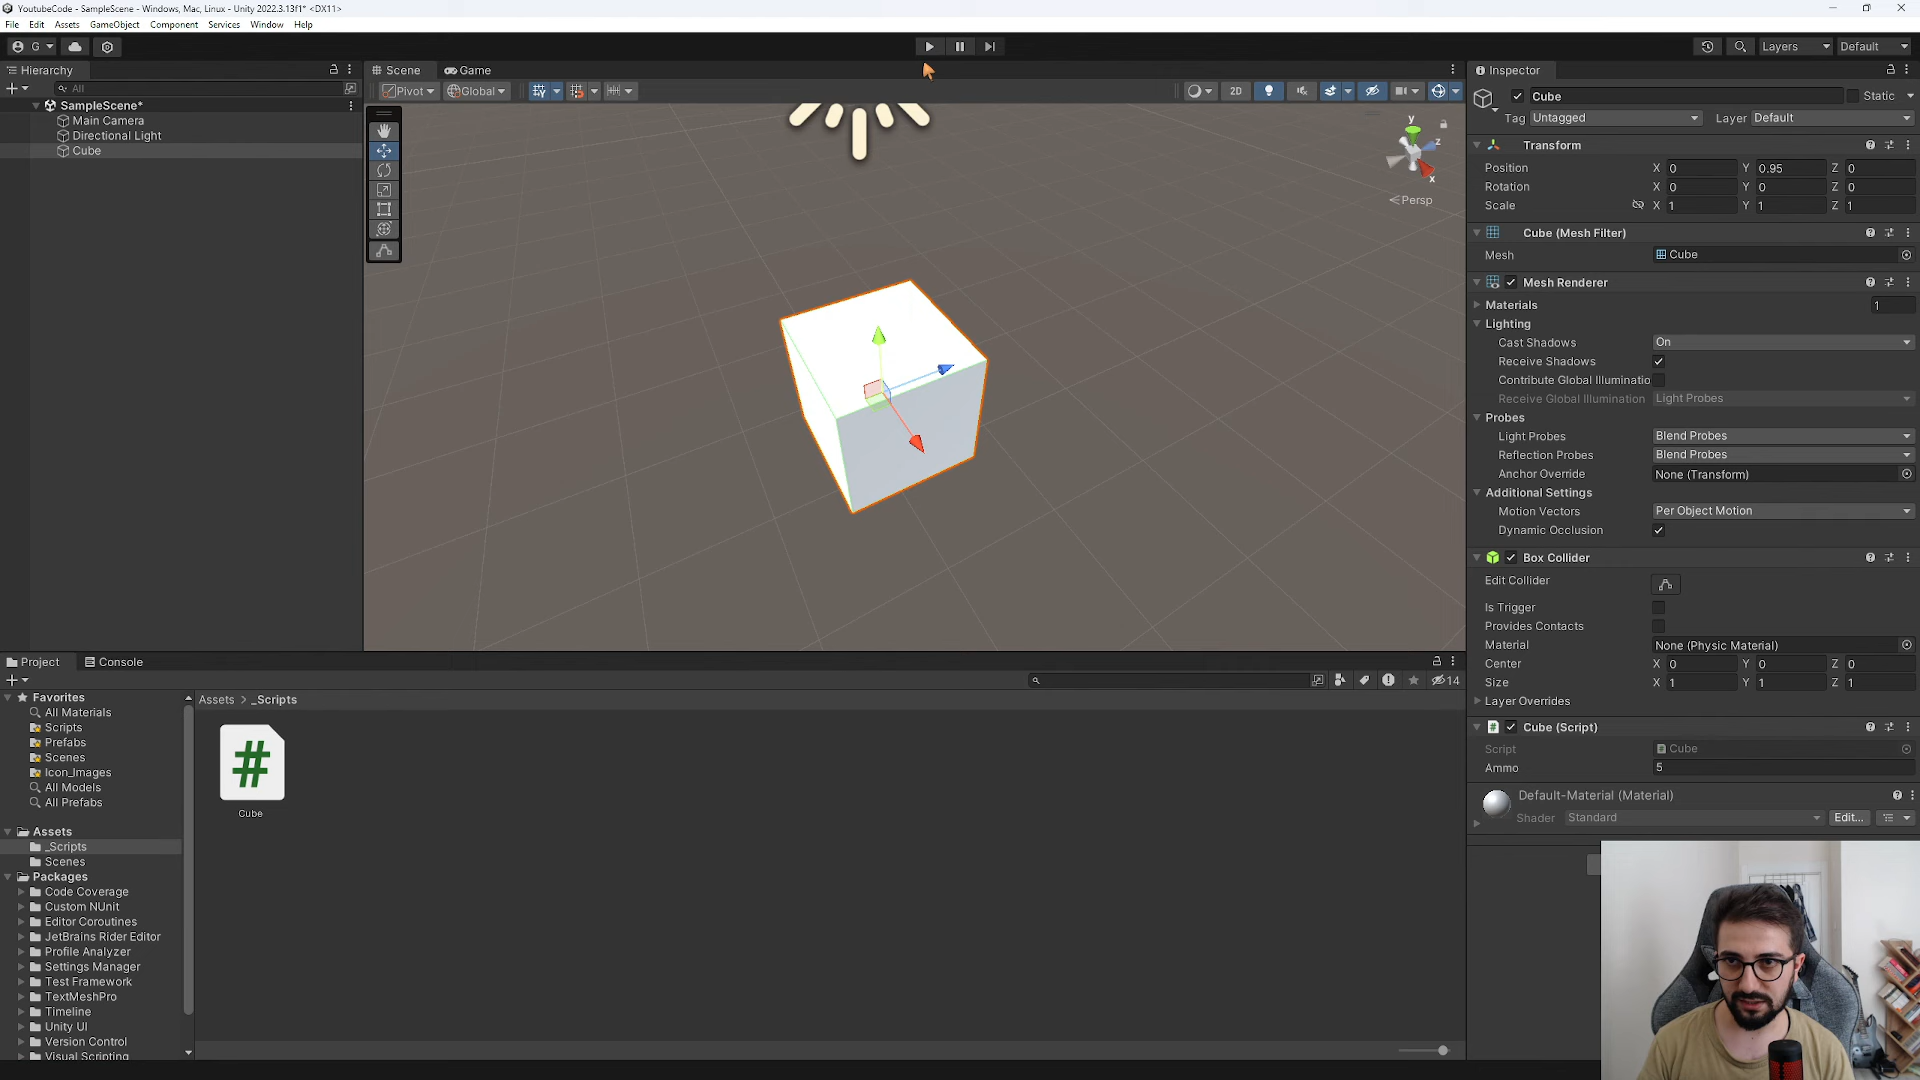 YoutubeCode - SampleScene - Windows, Mac, Linux - Unity 2022.3.13f1* <DX11>
File Edit Assets GameObject Component Services Window Help
G Layers Default
Hierarchy
All
SampleScene*
Main Camera
Directional Light
Cube
Scene Game
Pivot Global 2D
y
z
x
Persp
Inspector
Cube Static
Tag Untagged Layer Default
Transform
Position X 0 Y 0.95 Z 0
Rotation X 0 Y 0 Z 0
Scale X 1 Y 1 Z 1
Cube (Mesh Filter)
Mesh Cube
Mesh Renderer
Materials 1
Lighting
Cast Shadows On
Receive Shadows
Contribute Global Illuminatio
Receive Global Illumination Light Probes
Probes
Light Probes Blend Probes
Reflection Probes Blend Probes
Anchor Override None (Transform)
Additional Settings
Motion Vectors Per Object Motion
Dynamic Occlusion
Box Collider
Edit Collider
Is Trigger
Provides Contacts
Material None (Physic Material)
Center X 0 Y 0 Z 0
Size X 1 Y 1 Z 1
Layer Overrides
# Cube (Script)
Script Cube
Ammo 5
Default-Material (Material)
Shader Standard Edit...
Project Console
14
Favorites
All Materials
Scripts
Prefabs
Scenes
Icon_Images
All Models
All Prefabs
Assets
_Scripts
Scenes
Packages
Code Coverage
Custom NUnit
Editor Coroutines
JetBrains Rider Editor
Profile Analyzer
Settings Manager
Test Framework
TextMeshPro
Timeline
Unity UI
Version Control
Visual Scripting
Assets > _Scripts
#
Cube